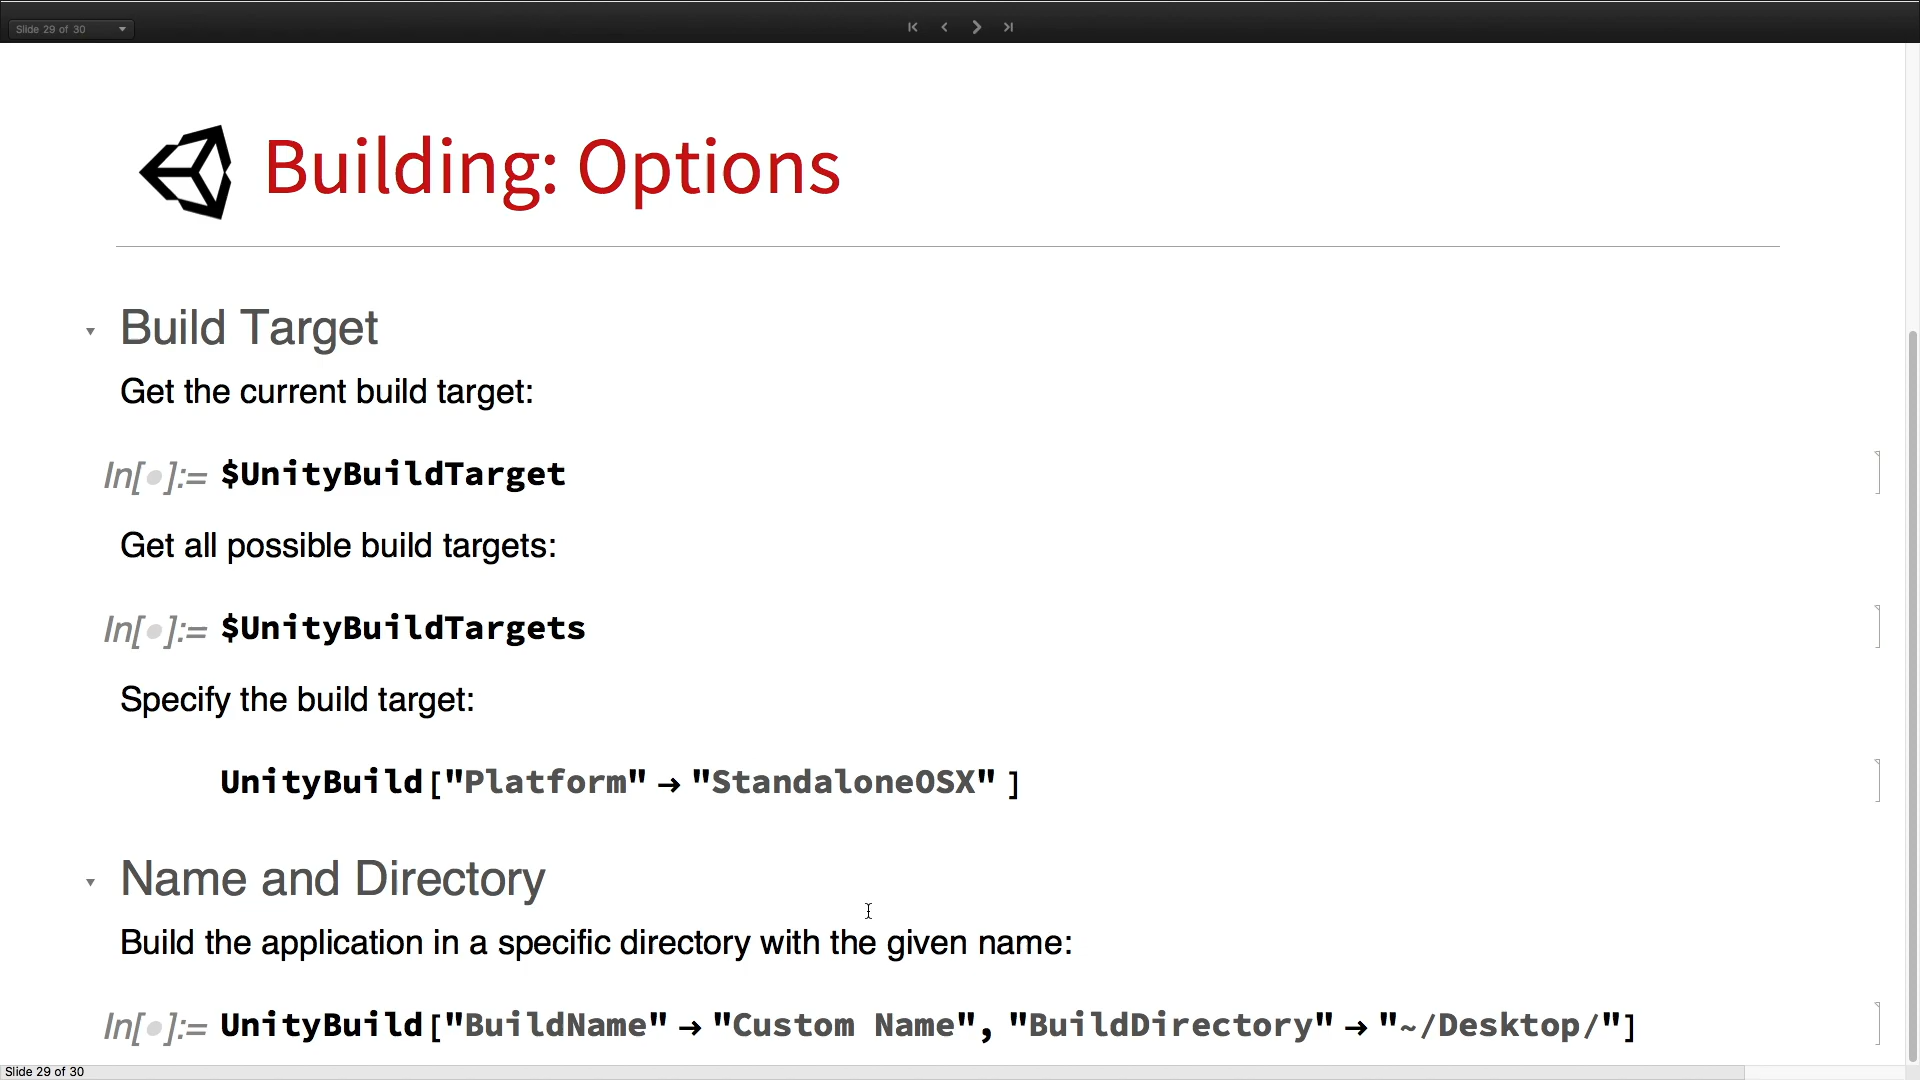 Slide 29 of 30
Building: Options
Build Target
Get the current build target:
In[●]:= $UnityBuildTarget
Get all possible build targets:
In[●]:= $UnityBuildTargets
Specify the build target:
UnityBuild["Platform" → "StandaloneOSX" ]
Name and Directory
Build the application in a specific directory with the given name:
In[●]:= UnityBuild["BuildName" → "Custom Name", "BuildDirectory" → "~/Desktop/"]
Slide 29 of 30